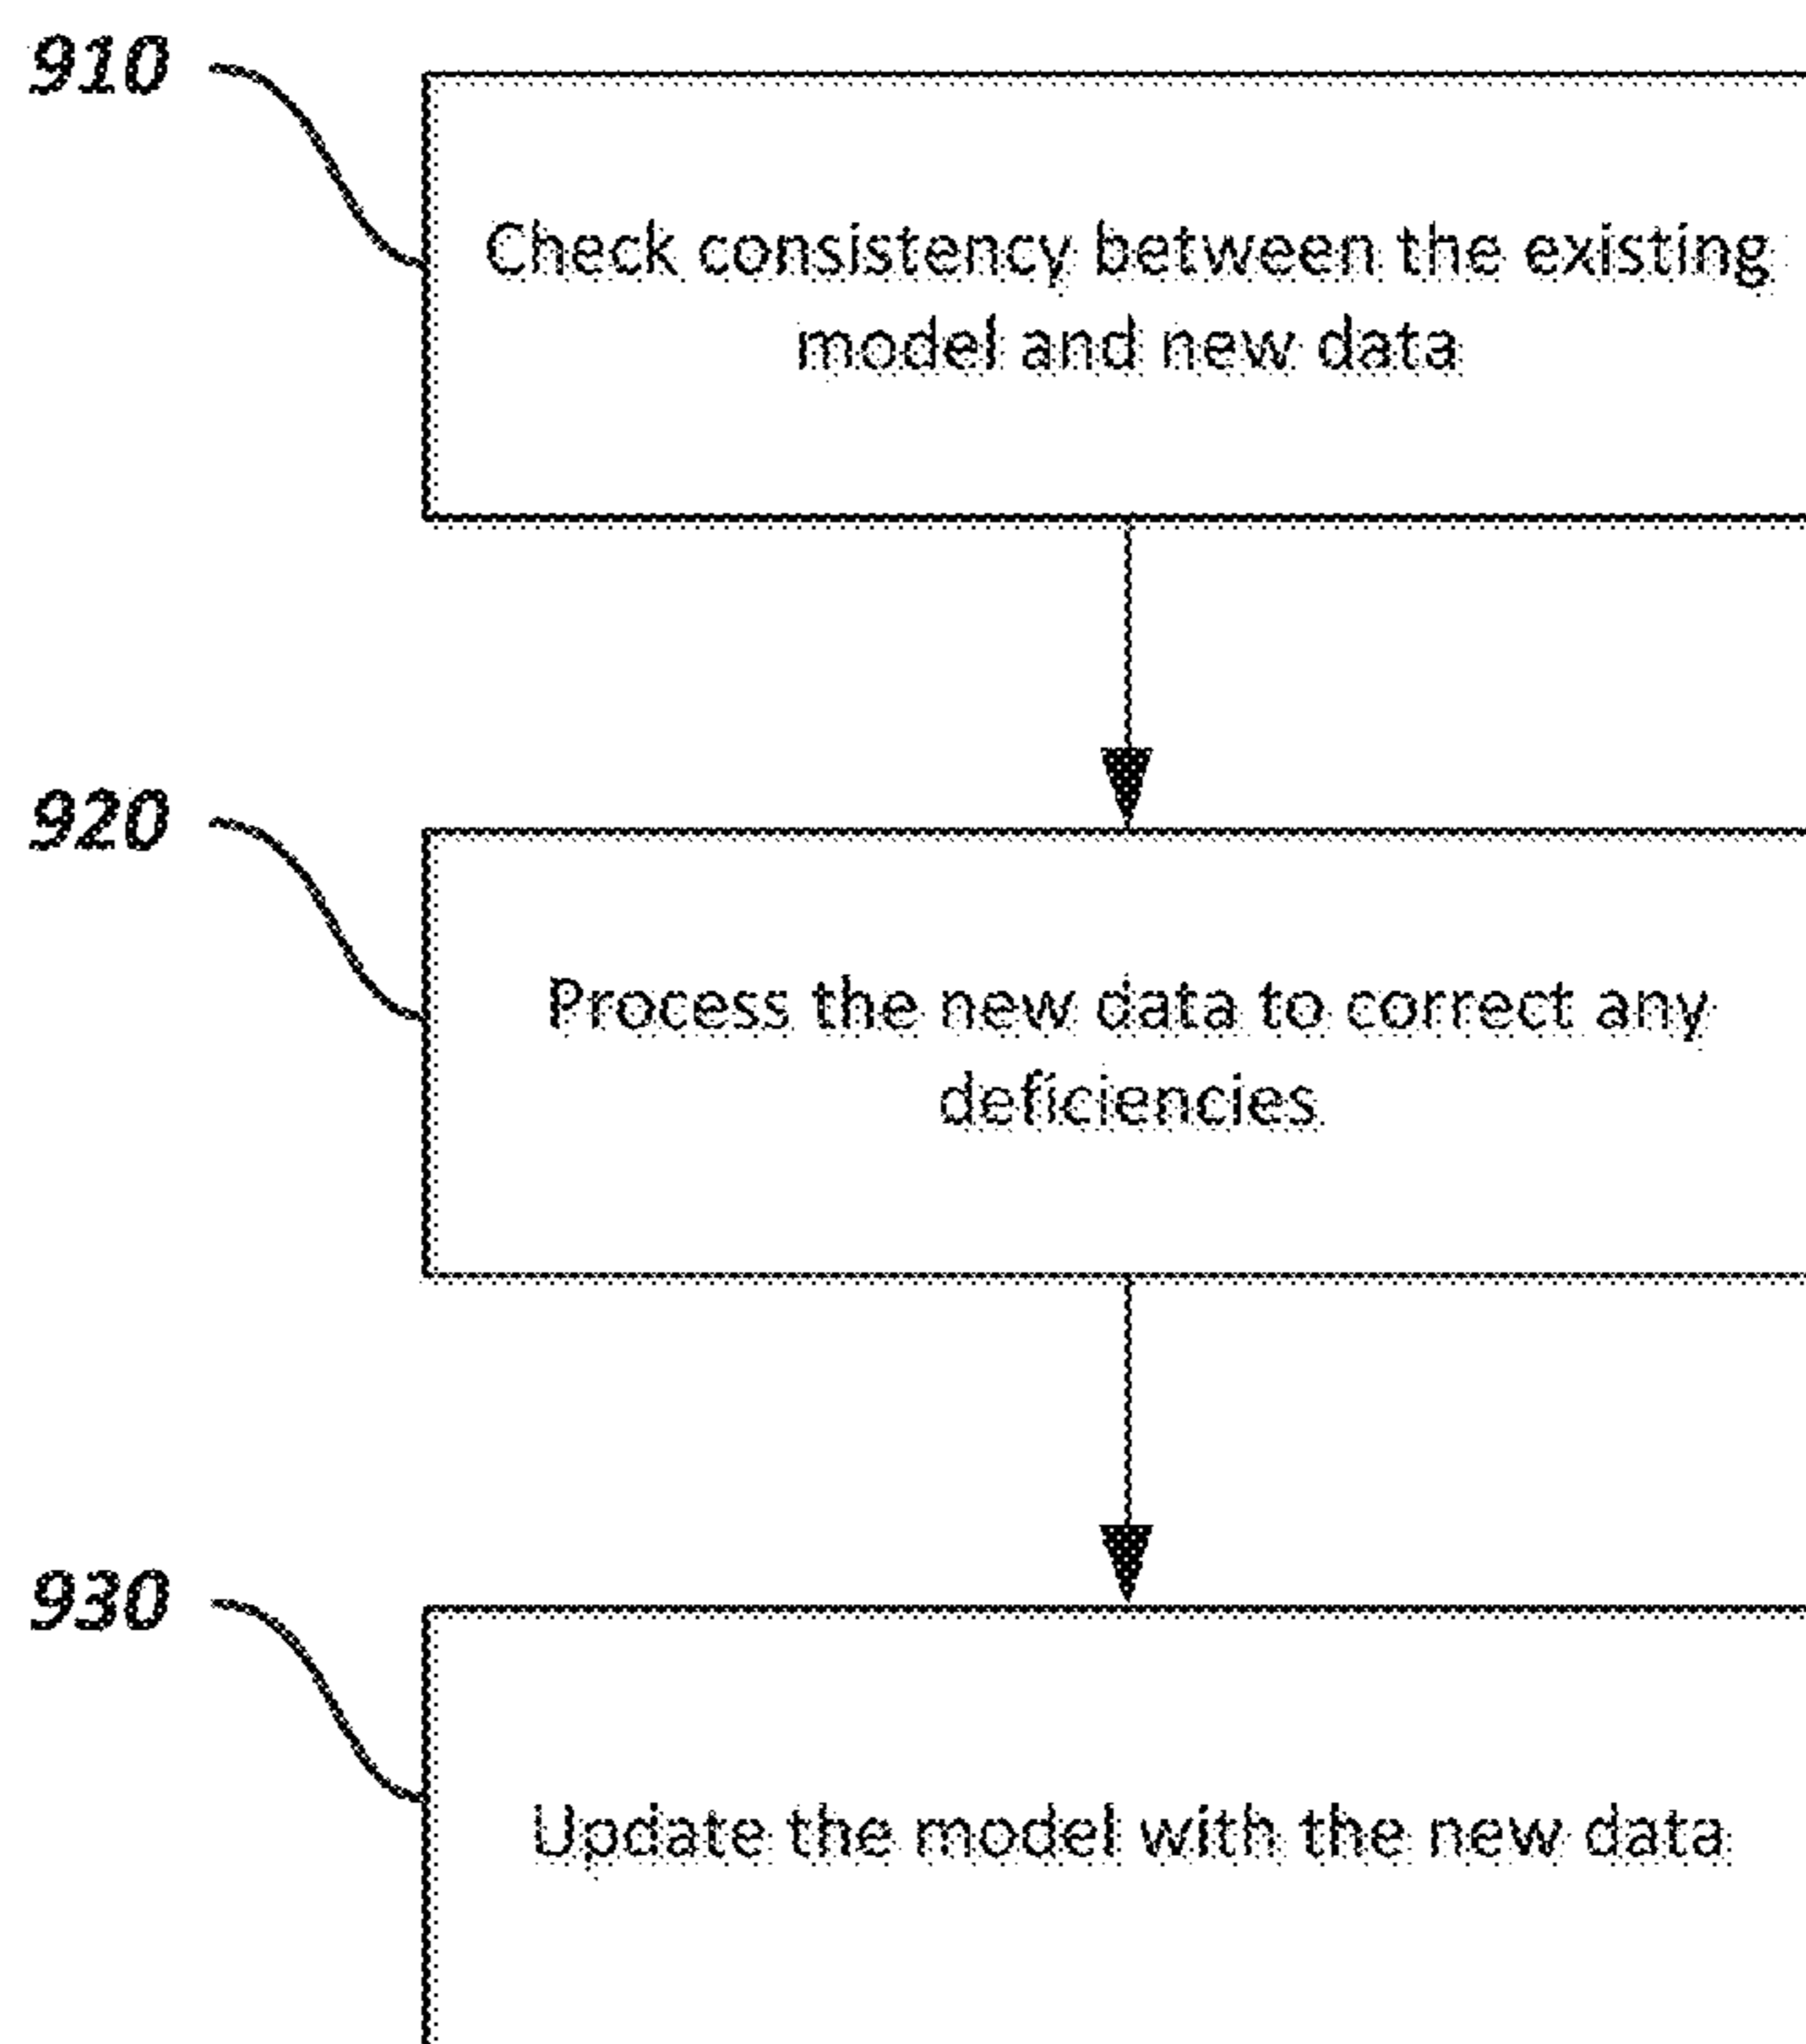 910
Check consistency between the existing
model and new data
920
Process the new data to correct any
deficiencies
930
Update the model with the new data